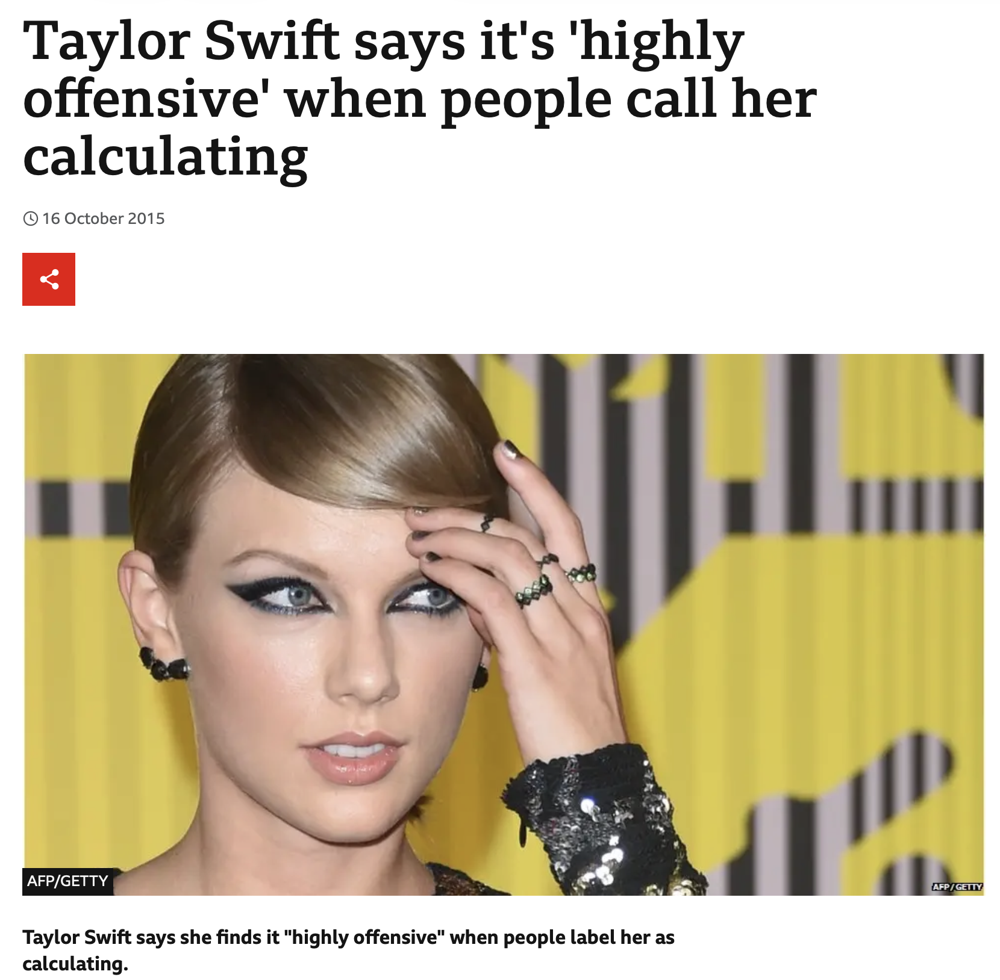 Taylor Swift says it's 'highly
offensive' when people call her
calculating
16 October 2015
AFP/GETTY
AFP/GETTY
Taylor Swift says she finds it "highly offensive" when people label her as
calculating.